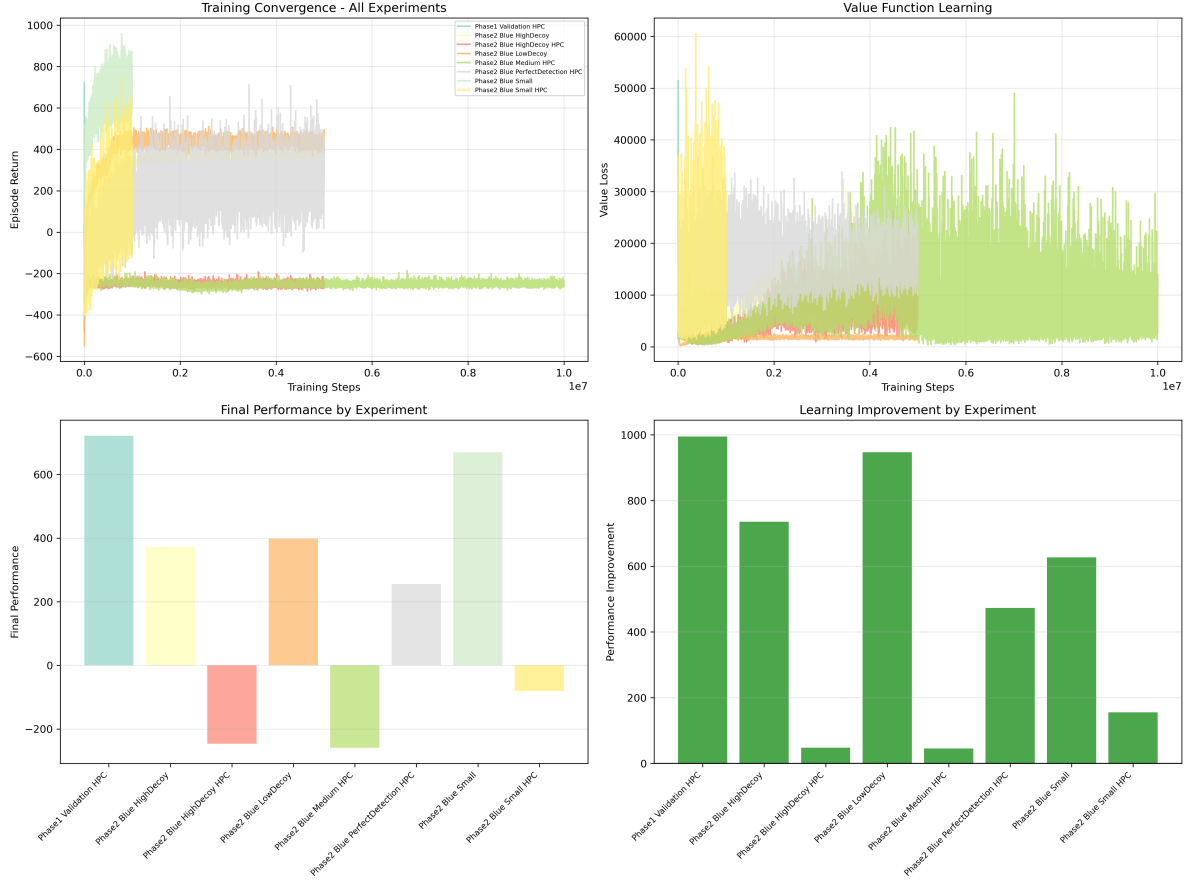 Training Convergence - All Experiments
1000
800
600
400
200
0
−200
−400
−600
Episode Return
0.0
0.2
0.4
0.6
0.8
1.0
1e7
Training Steps
Phase1 Validation HPC
Phase2 Blue HighDecoy
Phase2 Blue HighDecoy HPC
Phase2 Blue LowDecoy
Phase2 Blue Medium HPC
Phase2 Blue PerfectDetection HPC
Phase2 Blue Small
Phase2 Blue Small HPC
Value Function Learning
60000
50000
40000
30000
20000
10000
0
Value Loss
0.0
0.2
0.4
0.6
0.8
1.0
1e7
Training Steps
Final Performance by Experiment
600
400
200
0
−200
Final Performance
Phase1 Validation HPC
Phase2 Blue HighDecoy
Phase2 Blue HighDecoy HPC
Phase2 Blue LowDecoy
Phase2 Blue Medium HPC
Phase2 Blue PerfectDetection HPC
Phase2 Blue Small
Phase2 Blue Small HPC
Learning Improvement by Experiment
1000
800
600
400
200
0
Performance Improvement
Phase1 Validation HPC
Phase2 Blue HighDecoy
Phase2 Blue HighDecoy HPC
Phase2 Blue LowDecoy
Phase2 Blue Medium HPC
Phase2 Blue PerfectDetection HPC
Phase2 Blue Small
Phase2 Blue Small HPC